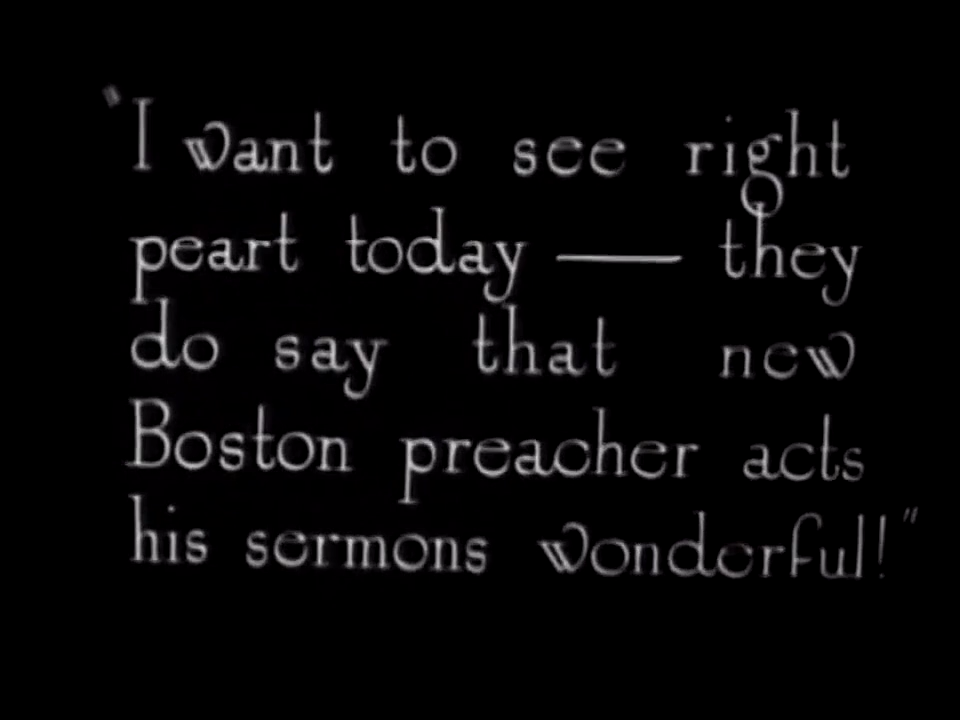 "I want to see right
peart today — they
do say that new
Boston preacher acts
his sermons wonderful!"